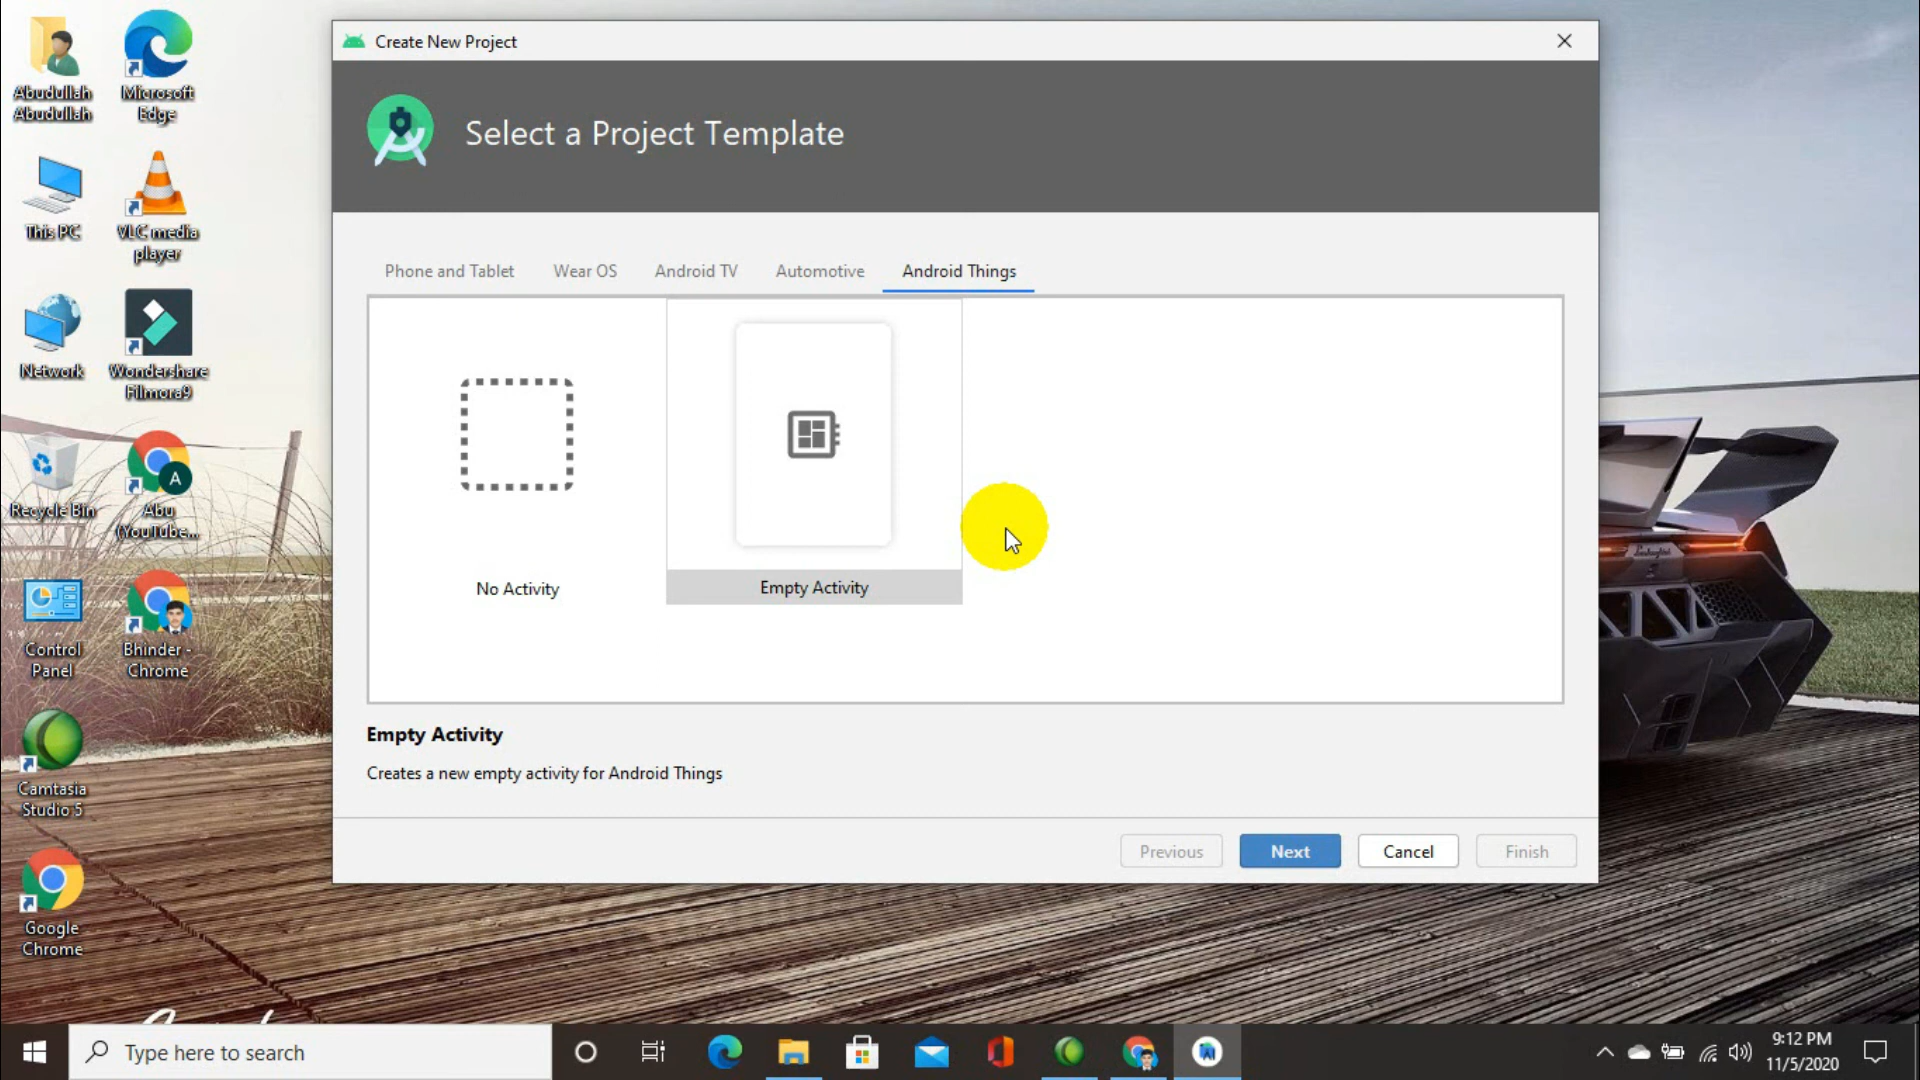 Create New Project
Select a Project Template
Phone and Tablet
Wear OS
Android TV
Automotive
Android Things
No Activity
Empty Activity
Empty Activity
Creates a new empty activity for Android Things
Previous
Next
Cancel
Finish
Abudullah
Abudullah
Microsoft
Edge
This PC
VLC media
player
Network
Wondershare
Filmora9
Recycle Bin
A
Abu
(YouTube...
Control
Panel
Bhinder -
Chrome
Camtasia
Studio 5
Google
Chrome
Type here to search
9:12 PM
11/5/2020